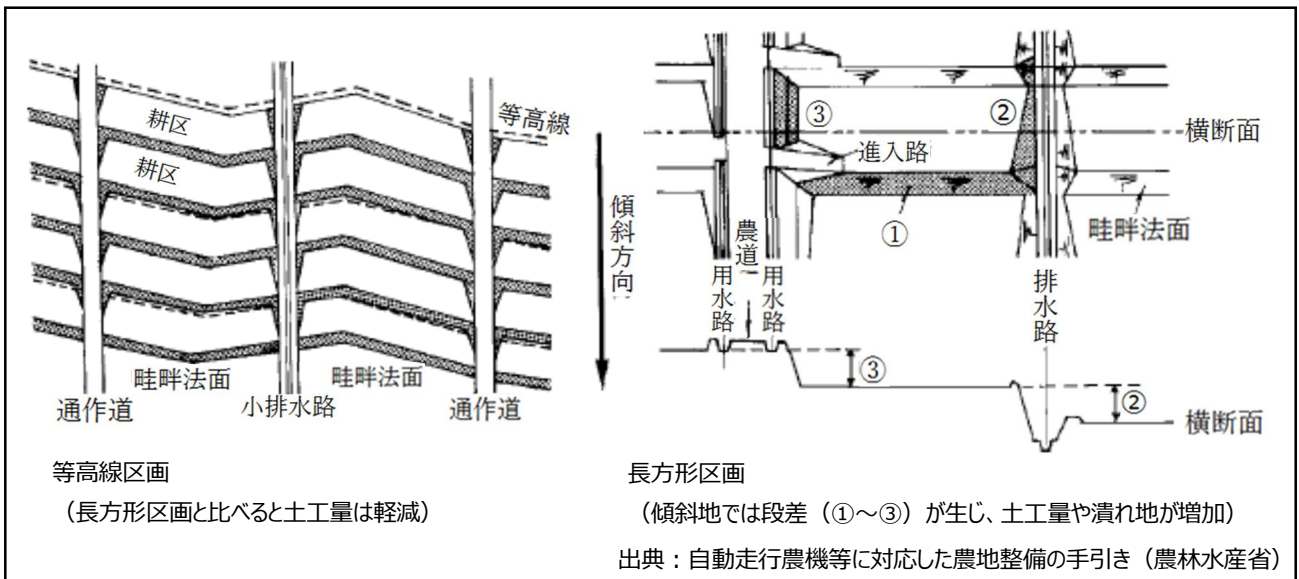 耕区
耕区
等高線
傾斜方向
畦畔法面
畦畔法面
通作道
小排水路
通作道
等高線区画
（長方形区画と比べると土工量は軽減）
③
②
横断面
進入路
①
畦畔法面
農道
用水路
用水路
排水路
③
②
横断面
長方形区画
（傾斜地では段差（①～③）が生じ、土工量や潰れ地が増加）
出典：自動走行農機等に対応した農地整備の手引き（農林水産省）